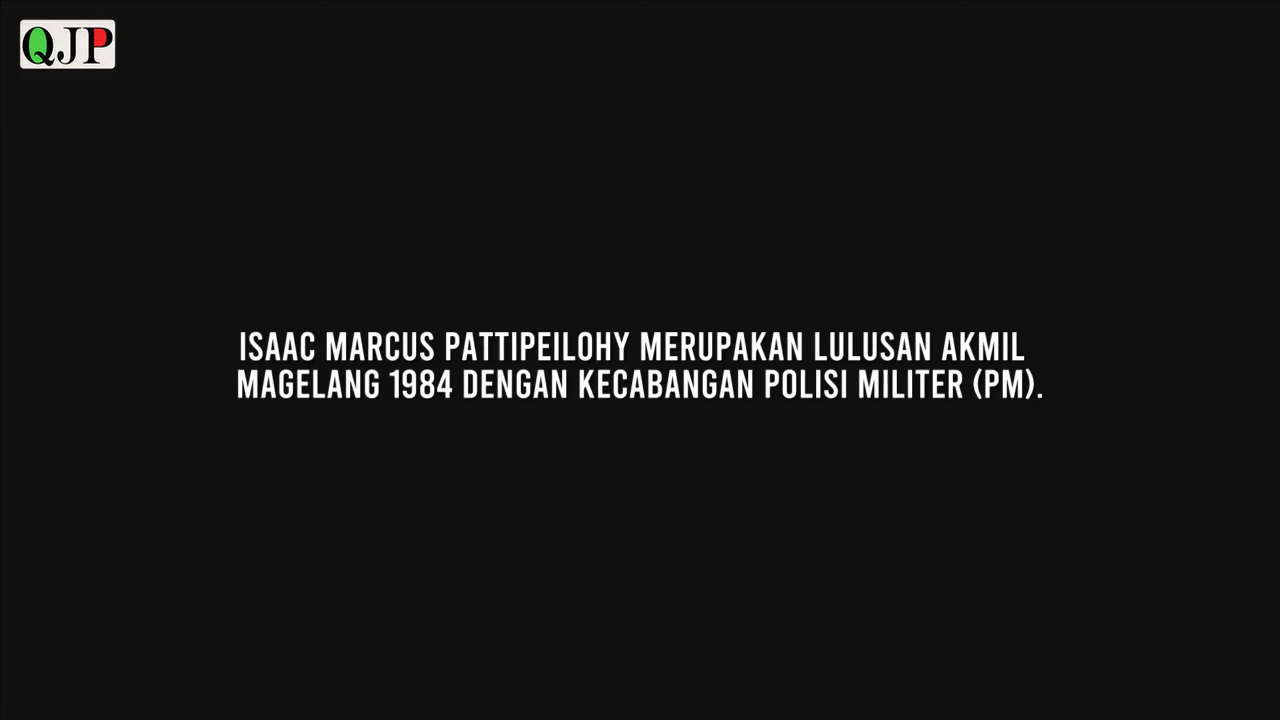 QJP
ISAAC MARCUS PATTIPEILOHY MERUPAKAN LULUSAN AKMIL
MAGELANG 1984 DENGAN KECABANGAN POLISI MILITER (PM).